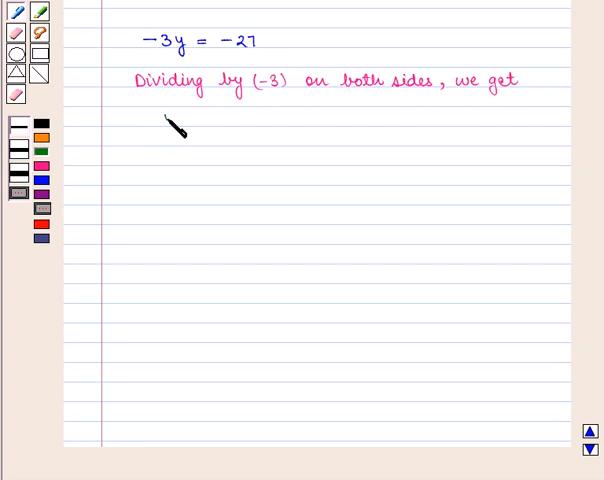 -3y = -27
Dividing by (-3) on both sides, we get